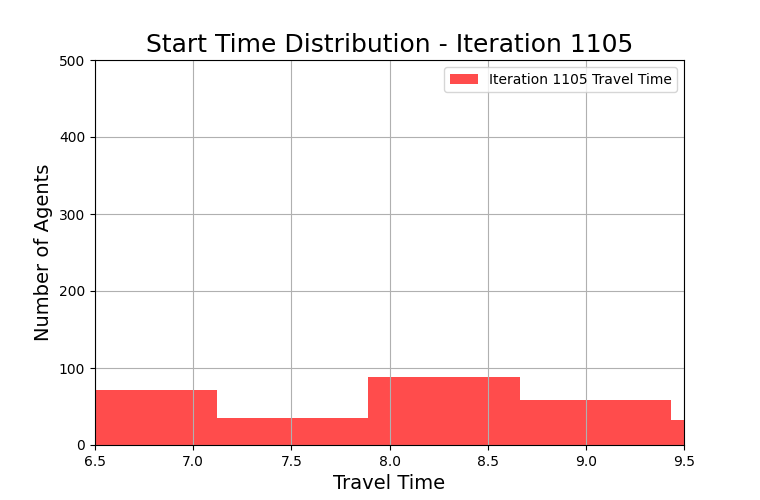 Start Time Distribution - Iteration 1105
Iteration 1105 Travel Time
Number of Agents
500
400
300
200
100
0
6.5 7.0 7.5 8.0 8.5 9.0 9.5
Travel Time